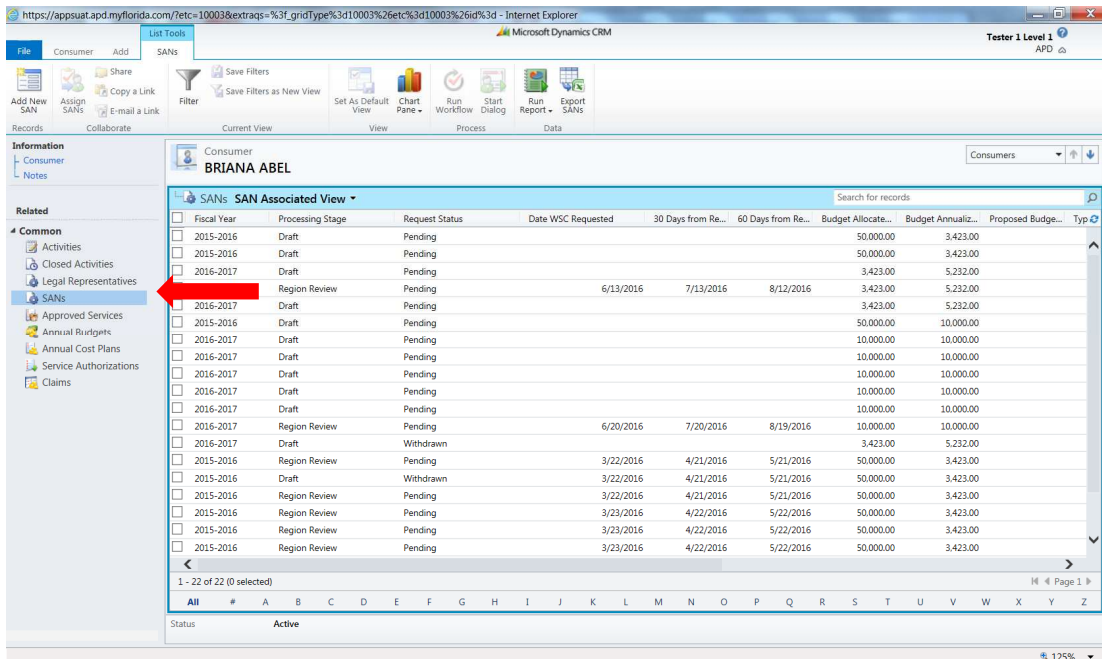 https://appsuat.apd.myflorida.com/?etc=10003&extraqs=%3f_gridType%3d10003%26etc%3d10003%26id%3d - Internet Explorer
List Tools
Microsoft Dynamics CRM
Tester 1 Level 1
APD
File Consumer Add SANs
Add New SAN
Assign SANs
Share
Copy a Link
E-mail a Link
Filter
Save Filters
Save Filters as New View
Set As Default View
Chart Pane
Run Workflow
Start Dialog
Run Report
Export SANs
Records Collaborate Current View View Process Data
Information
Consumer
Notes
Related
Common
Activities
Closed Activities
Legal Representatives
SANs
Approved Services
Annual Budgets
Annual Cost Plans
Service Authorizations
Claims
Consumer
BRIANA ABEL
Consumers
SANs SAN Associated View
Search for records
Fiscal Year Processing Stage Request Status Date WSC Requested 30 Days from Re... 60 Days from Re... Budget Allocate... Budget Annualiz... Proposed Budge... Typ
2015-2016 Draft Pending 50,000.00 3,423.00
2015-2016 Draft Pending 50,000.00 3,423.00
2016-2017 Draft Pending 3,423.00 5,232.00
Region Review Pending 6/13/2016 7/13/2016 8/12/2016 3,423.00 5,232.00
2016-2017 Draft Pending 3,423.00 5,232.00
2015-2016 Draft Pending 50,000.00 10,000.00
2016-2017 Draft Pending 10,000.00 10,000.00
2016-2017 Draft Pending 10,000.00 10,000.00
2016-2017 Draft Pending 10,000.00 10,000.00
2016-2017 Draft Pending 10,000.00 10,000.00
2016-2017 Draft Pending 10,000.00 10,000.00
2016-2017 Region Review Pending 6/20/2016 7/20/2016 8/19/2016 10,000.00 10,000.00
2016-2017 Draft Withdrawn 3,423.00 5,232.00
2015-2016 Region Review Pending 3/22/2016 4/21/2016 5/21/2016 50,000.00 3,423.00
2015-2016 Draft Withdrawn 3/22/2016 4/21/2016 5/21/2016 50,000.00 3,423.00
2015-2016 Region Review Pending 3/22/2016 4/21/2016 5/21/2016 50,000.00 3,423.00
2015-2016 Region Review Pending 3/23/2016 4/22/2016 5/22/2016 50,000.00 3,423.00
2015-2016 Region Review Pending 3/23/2016 4/22/2016 5/22/2016 50,000.00 3,423.00
2015-2016 Region Review Pending 3/23/2016 4/22/2016 5/22/2016 50,000.00 3,423.00
1 - 22 of 22 (0 selected)
Page 1
All # A B C D E F G H I J K L M N O P Q R S T U V W X Y Z
Status Active
125%